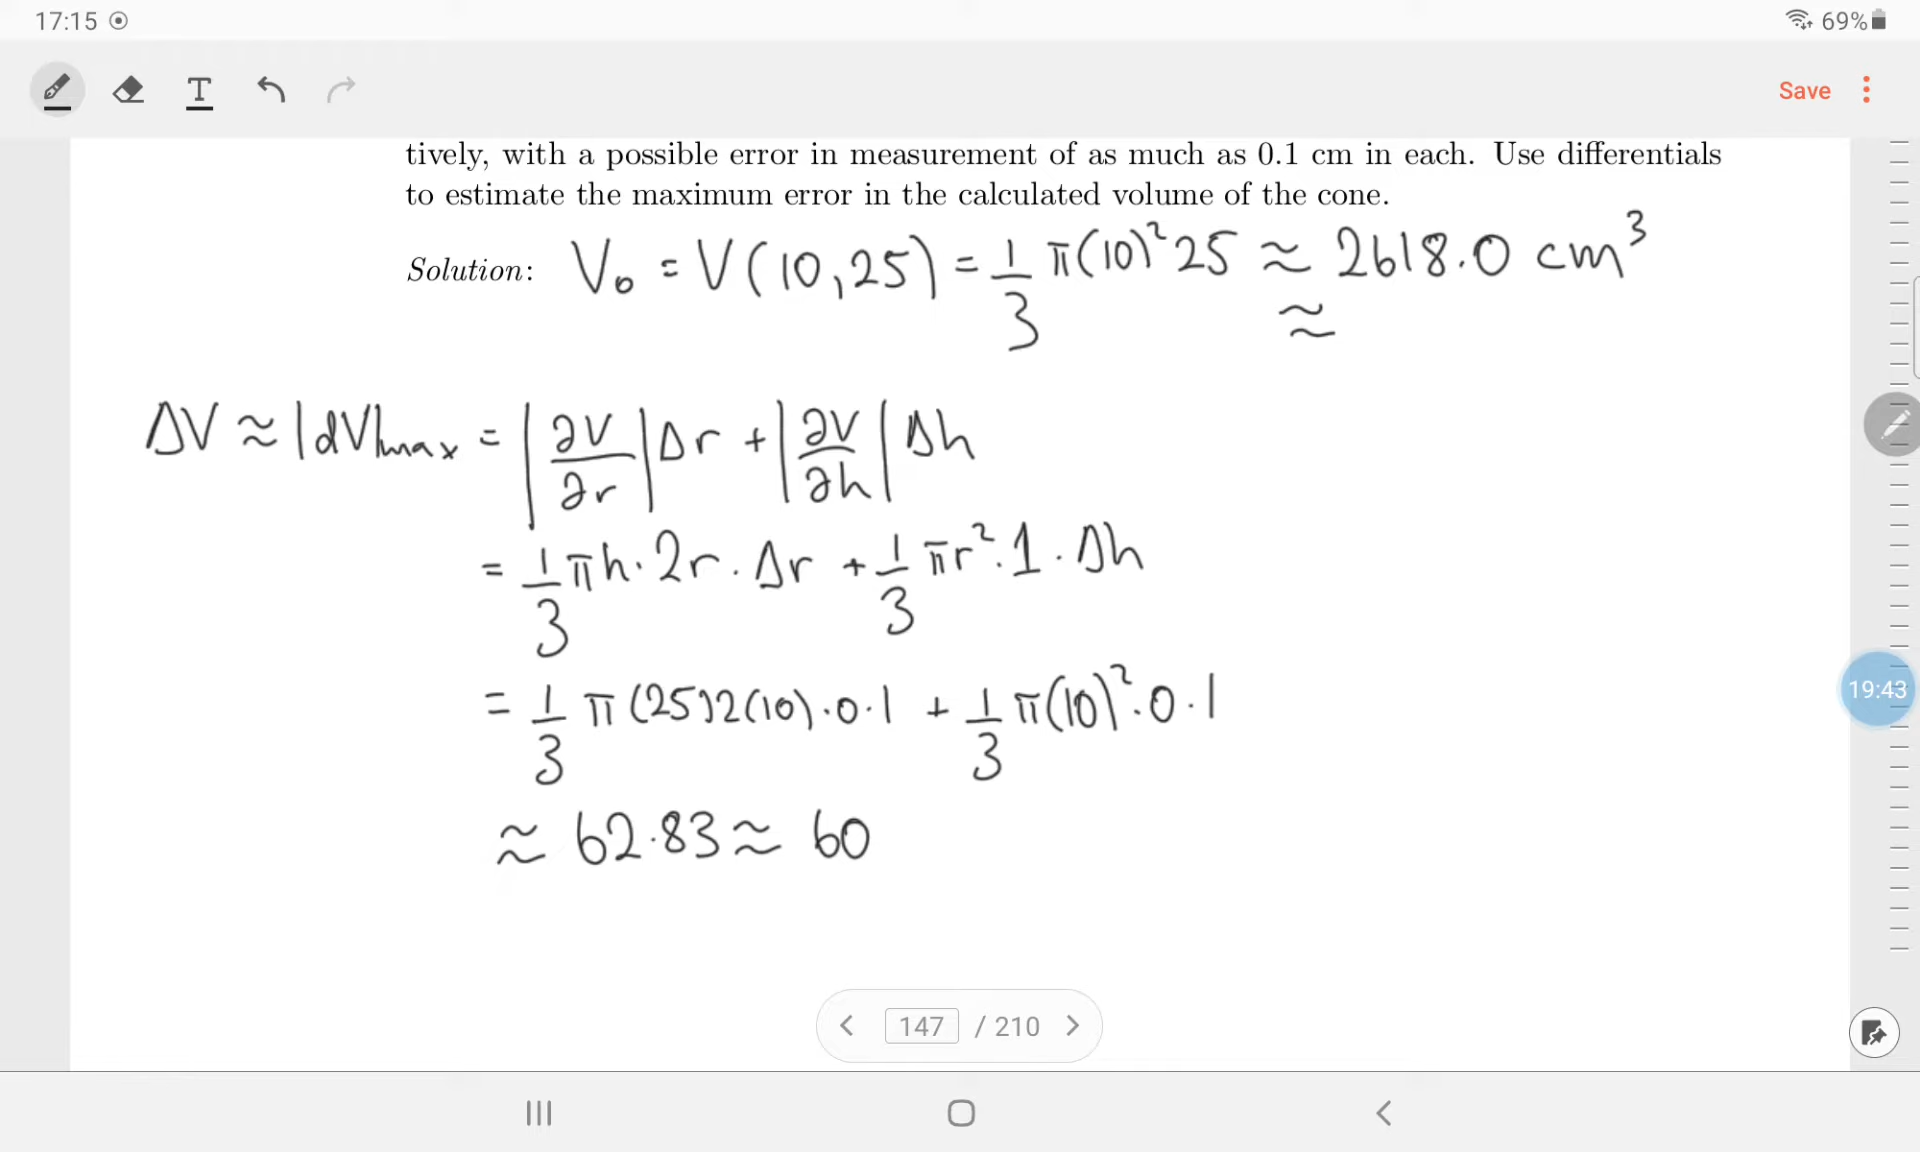 17:15 69%
T Save
tively, with a possible error in measurement of as much as 0.1 cm in each. Use differentials
to estimate the maximum error in the calculated volume of the cone.
Solution: V₀ = V(10,25) = 1/3 π(10)² 25 ≈ 2618.0 cm³
≈
ΔV ≈ |dV|max = |∂V/∂r| Δr + |∂V/∂h| Δh
= 1/3 πh · 2r · Δr + 1/3 πr² · 1 · Δh
= 1/3 π(25)2(10) · 0.1 + 1/3 π(10)² · 0.1
19:43
≈ 62.83 ≈ 60
147 / 210